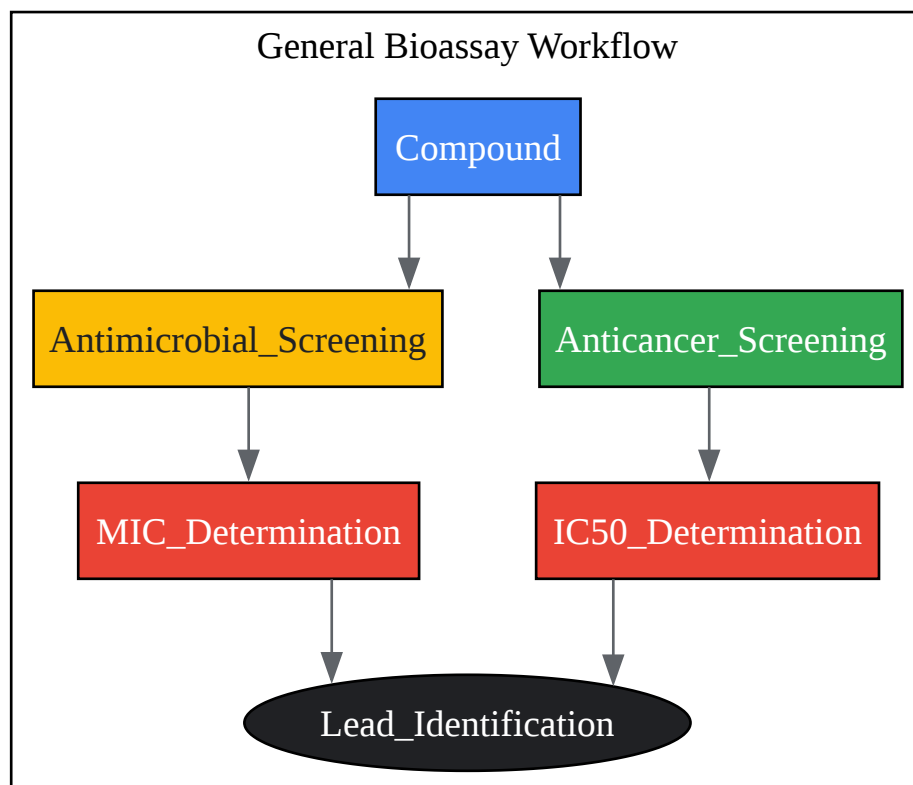 General Bioassay Workflow
Compound
Antimicrobial_Screening
Anticancer_Screening
MIC_Determination
IC50_Determination
Lead_Identification